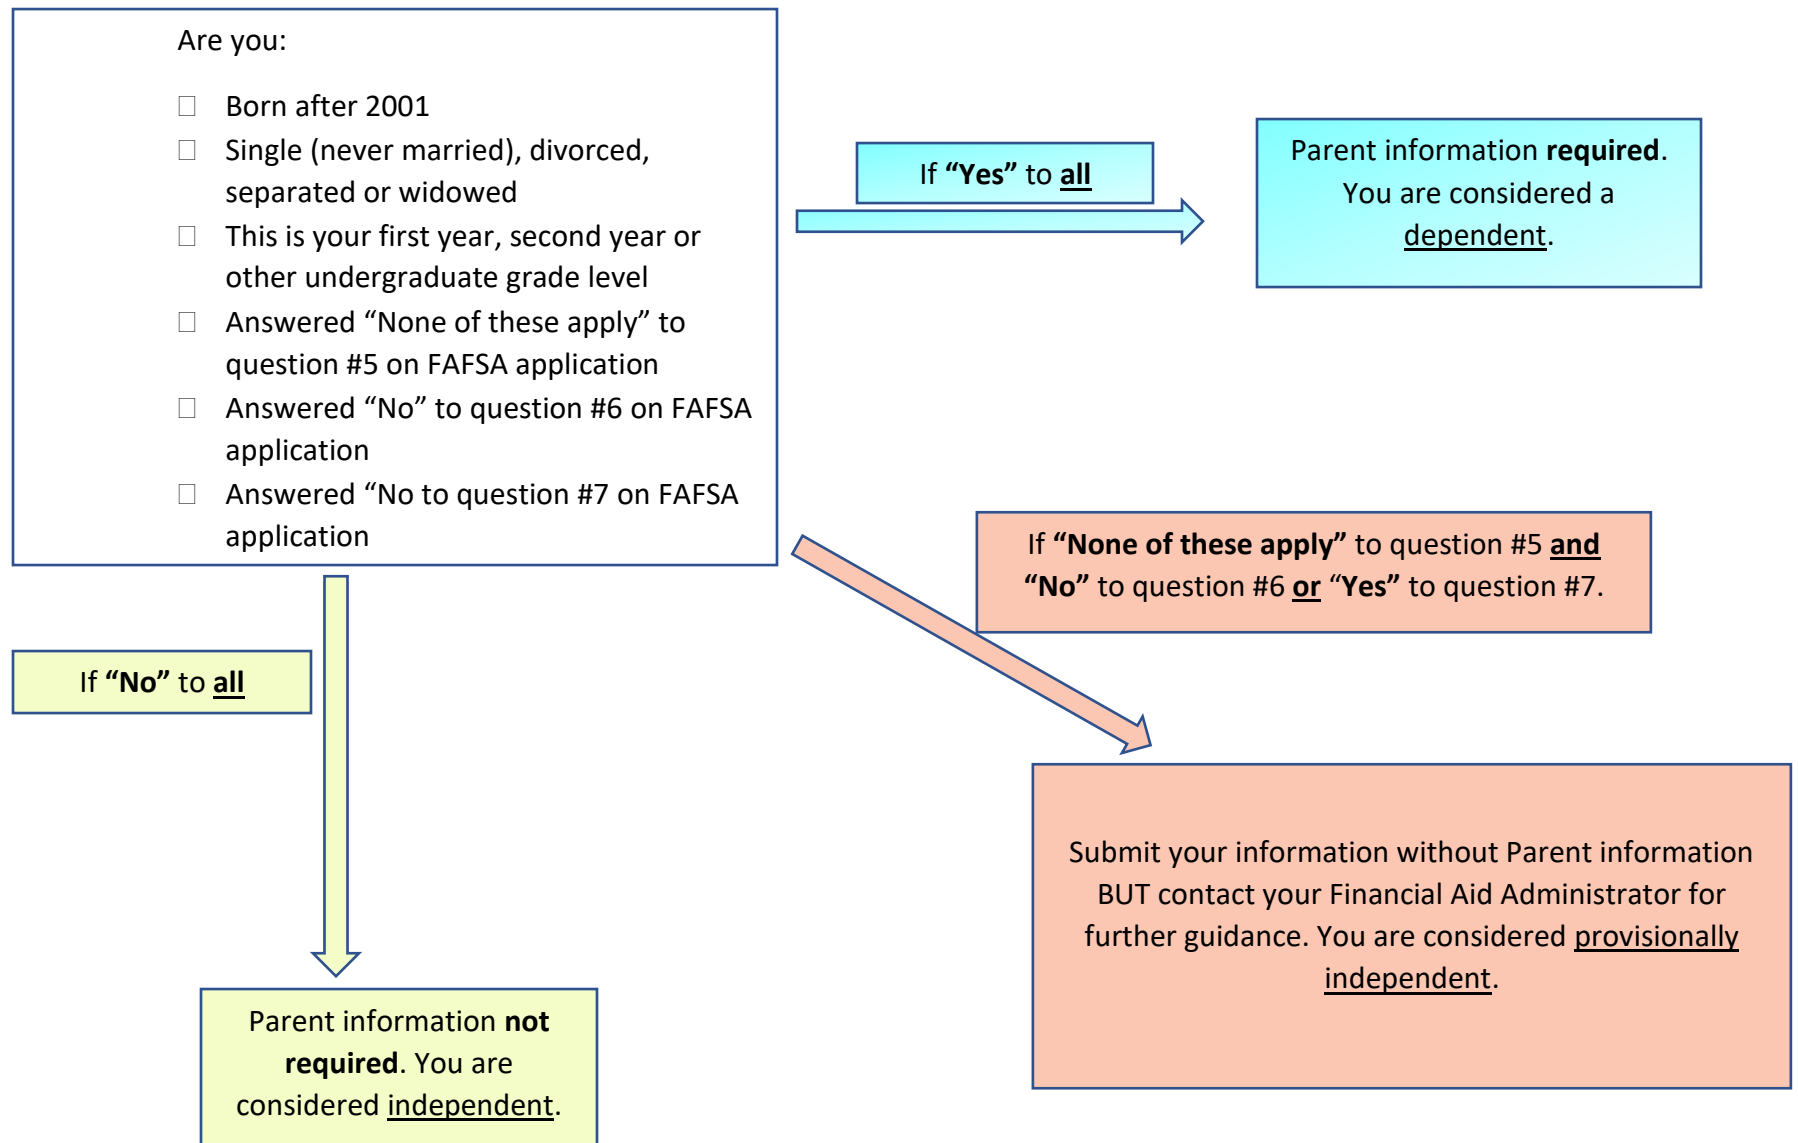 Are you:
Born after 2001
Single (never married), divorced,
separated or widowed
This is your first year, second year or
other undergraduate grade level
Answered “None of these apply” to
question #5 on FAFSA application
Answered “No” to question #6 on FAFSA
application
Answered “No to question #7 on FAFSA
application
If “Yes” to all
Parent information required.
You are considered a
dependent.
If “None of these apply” to question #5 and
“No” to question #6 or “Yes” to question #7.
If “No” to all
Submit your information without Parent information
BUT contact your Financial Aid Administrator for
further guidance. You are considered provisionally
independent.
Parent information not
required. You are
considered independent.